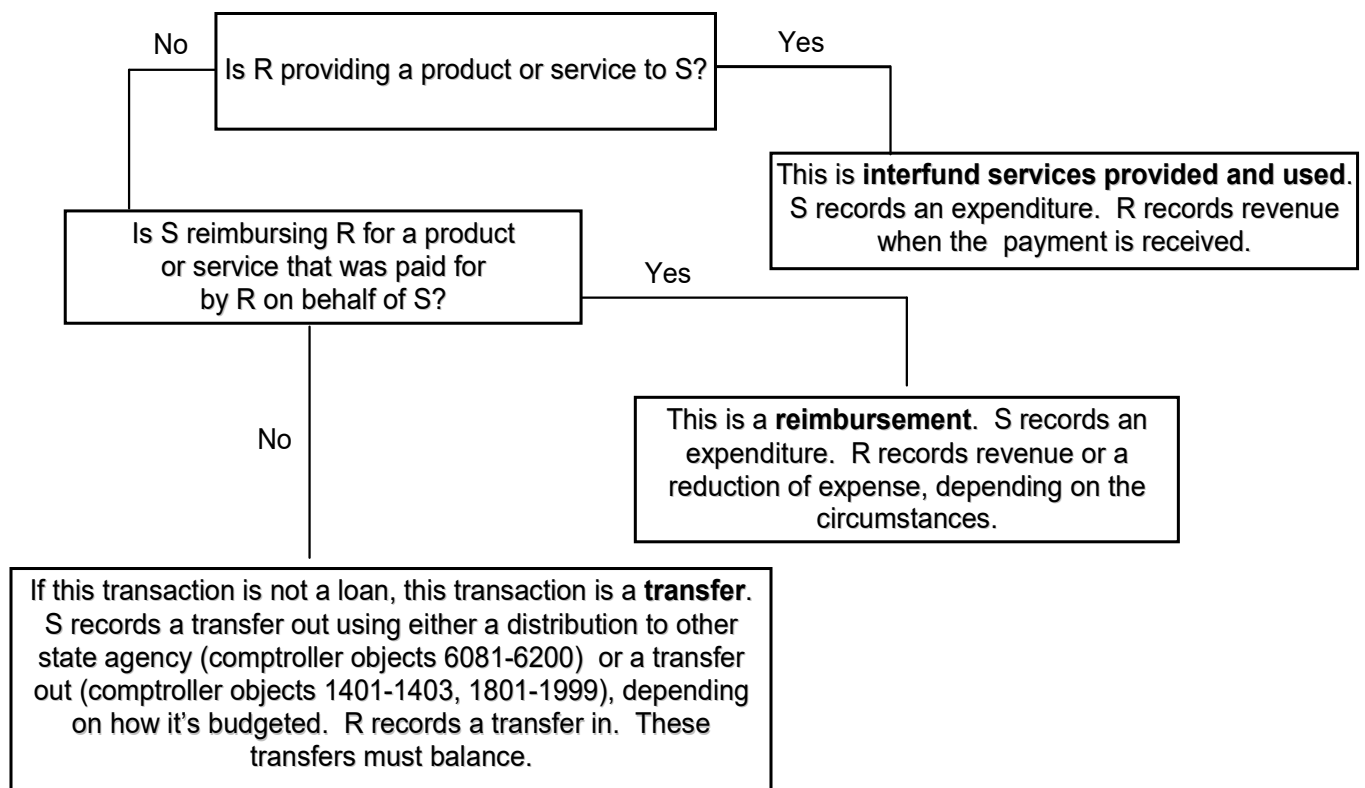 No
Yes
Is R providing a product or service to S?
This is interfund services provided and used.
S records an expenditure.  R records revenue
when the  payment is received.
Is S reimbursing R for a product
or service that was paid for
by R on behalf of S?
Yes
This is a reimbursement.  S records an
expenditure.  R records revenue or a
reduction of expense, depending on the
circumstances.
No
If this transaction is not a loan, this transaction is a transfer.
S records a transfer out using either a distribution to other
state agency (comptroller objects 6081-6200)  or a transfer
out (comptroller objects 1401-1403, 1801-1999), depending
on how it’s budgeted.  R records a transfer in.  These
transfers must balance.